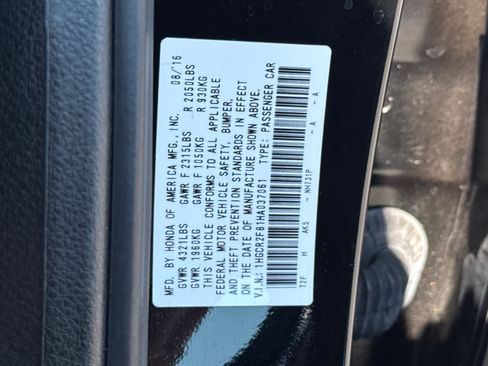 MFD. BY HONDA OF AMERICA MFG., INC. 08/'16
GVWR 4321LBS GAWR F 2315LBS R 2050LBS
GVWR 1960KG GAWR F 1050KG R 930KG
THIS VEHICLE CONFORMS TO ALL APPLICABLE
FEDERAL MOTOR VEHICLE SAFETY, BUMPER,
AND THEFT PREVENTION STANDARDS IN EFFECT
ON THE DATE OF MANUFACTURE SHOWN ABOVE.
V.I.N.: 1HGCR2F81HA037061 TYPE: PASSENGER CAR
T2F H AK5 - NH731P - A - A